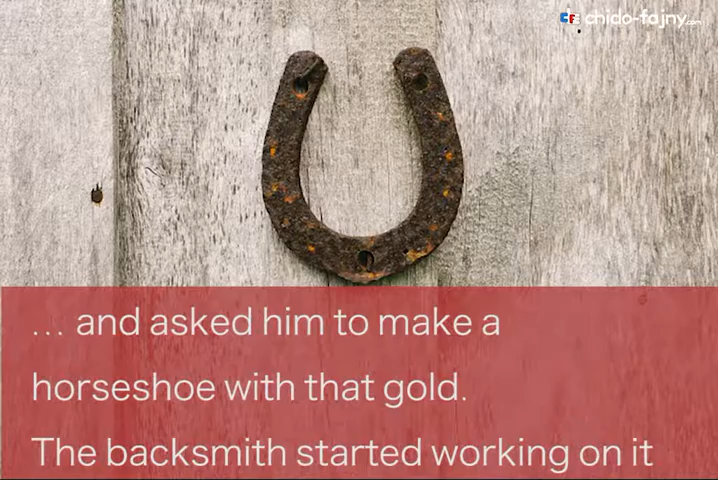 chido-fajny.com
... and asked him to make a
horseshoe with that gold.
The backsmith started working on it